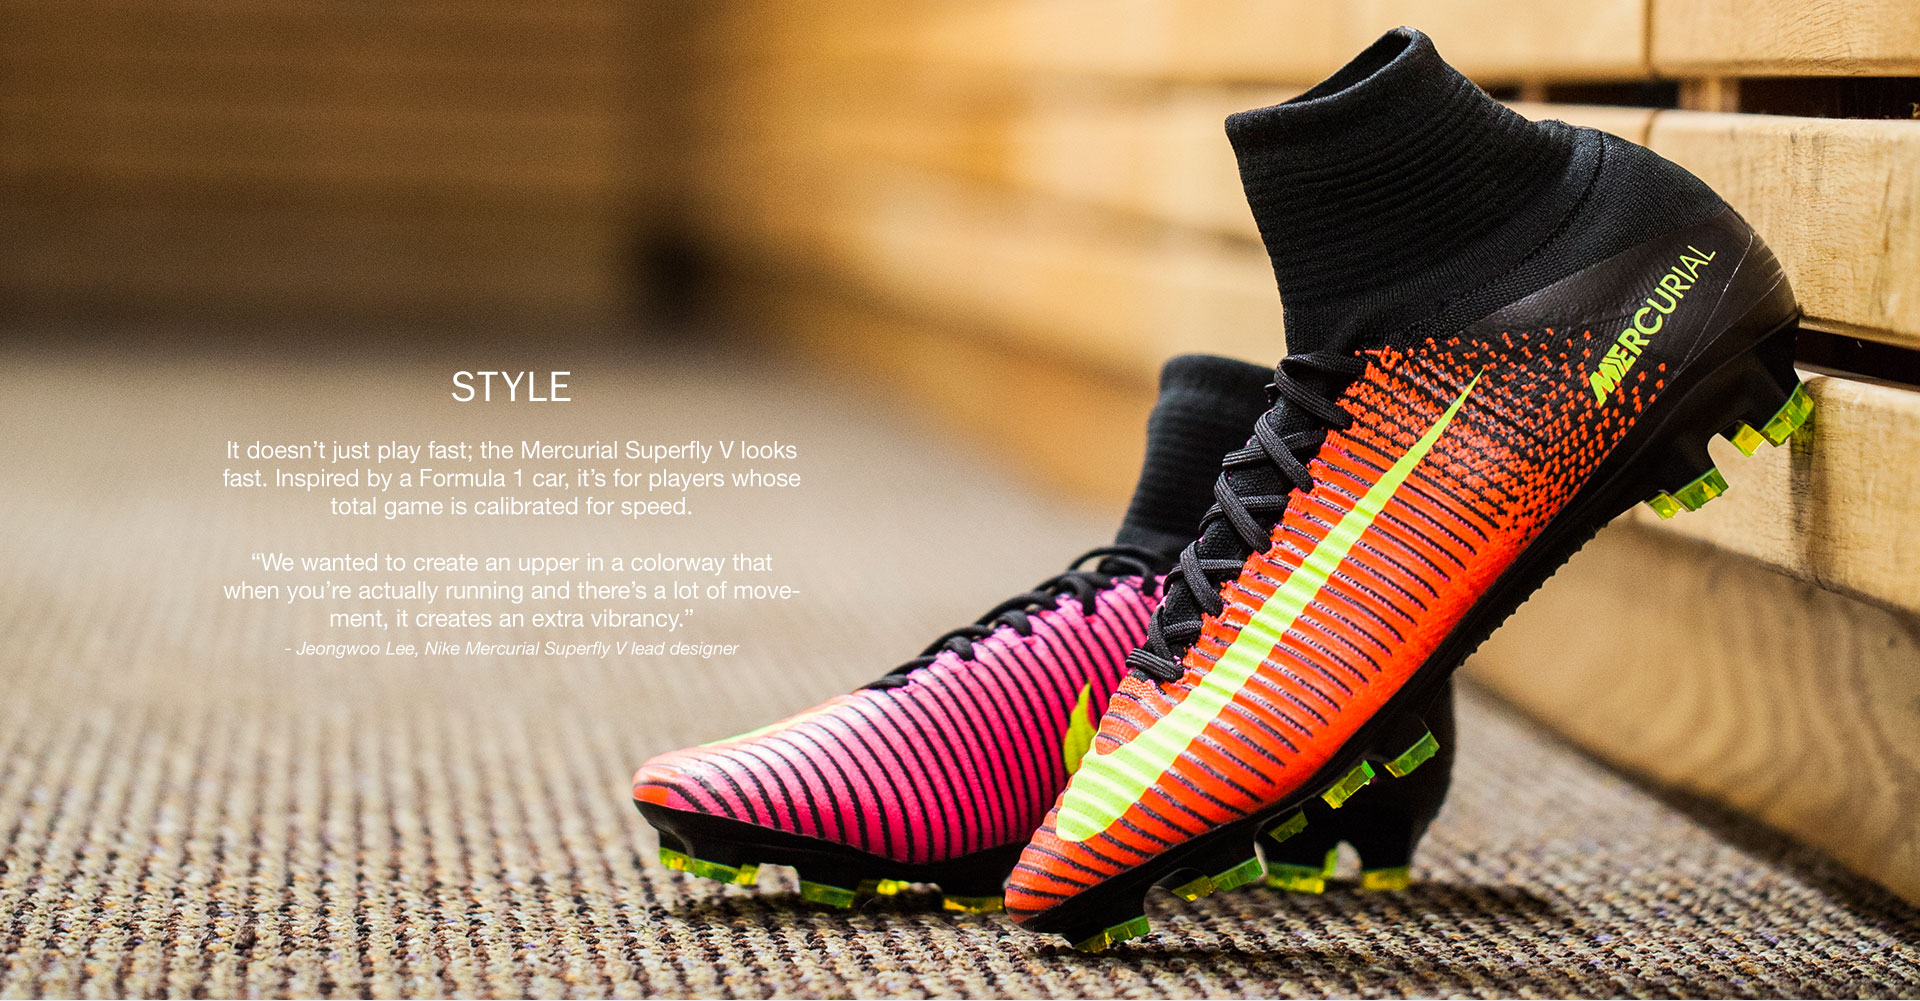 STYLE
It doesn’t just play fast; the Mercurial Superfly V looks
fast. Inspired by a Formula 1 car, it’s for players whose
total game is calibrated for speed.
“We wanted to create an upper in a colorway that
when you’re actually running and there’s a lot of move-
ment, it creates an extra vibrancy.”
- Jeongwoo Lee, Nike Mercurial Superfly V lead designer
MERCURIAL